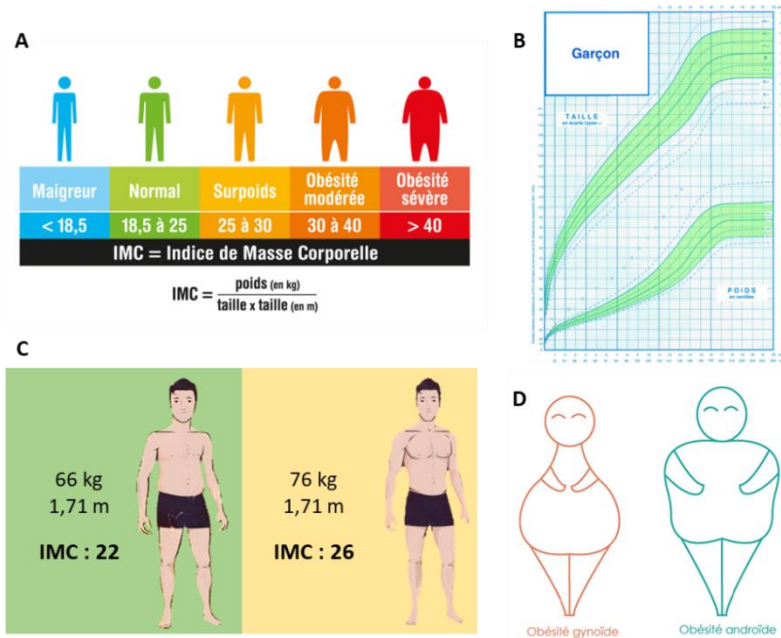 A
Maigreur
Normal
Surpoids
Obésité
modérée
Obésité
sévère
< 18,5
18,5 à 25
25 à 30
30 à 40
> 40
IMC = Indice de Masse Corporelle
IMC = poids (en kg)
taille x taille (en m)
B
Garçon
TAILLE
POIDS
C
66 kg
1,71 m
IMC : 22
76 kg
1,71 m
IMC : 26
D
Obésité gynoïde
Obésité androïde